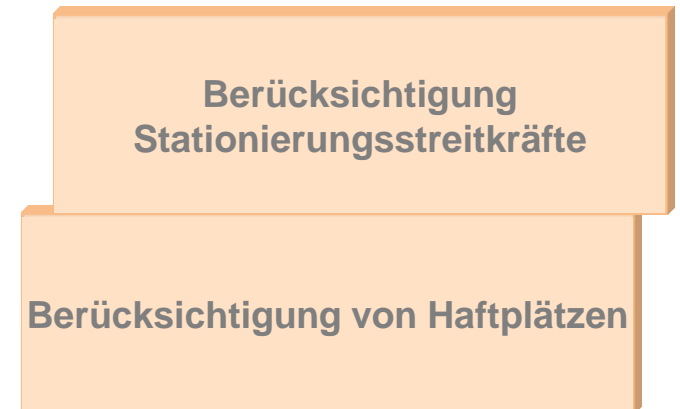 Berücksichtigung
Stationierungsstreitkräfte
Berücksichtigung von Haftplätzen